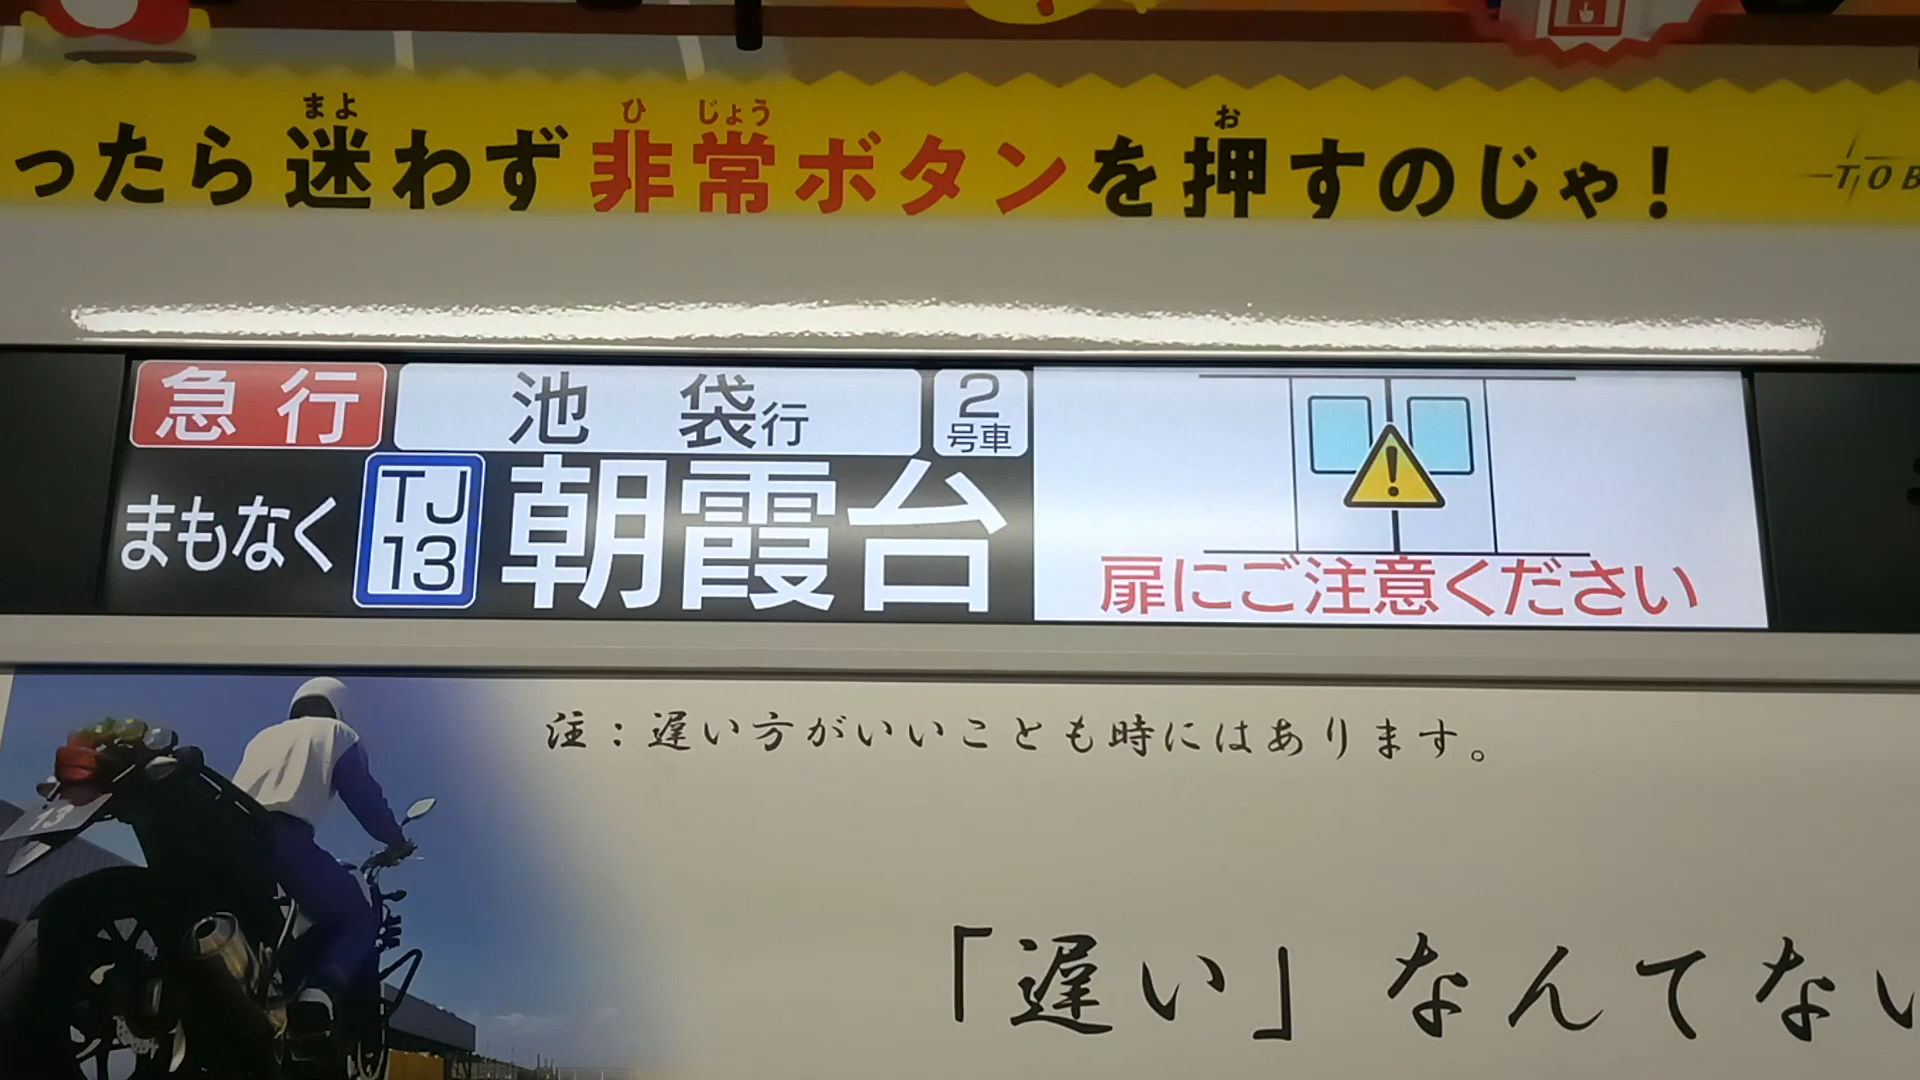 まよ ひ じょう お
ったら迷わず非常ボタンを押すのじゃ!
急行 池袋行 2号車
まもなく TJ 13 朝霞台
扉にご注意ください
注:遅い方がいいことも時にはあります。
13
「遅い」なんてな